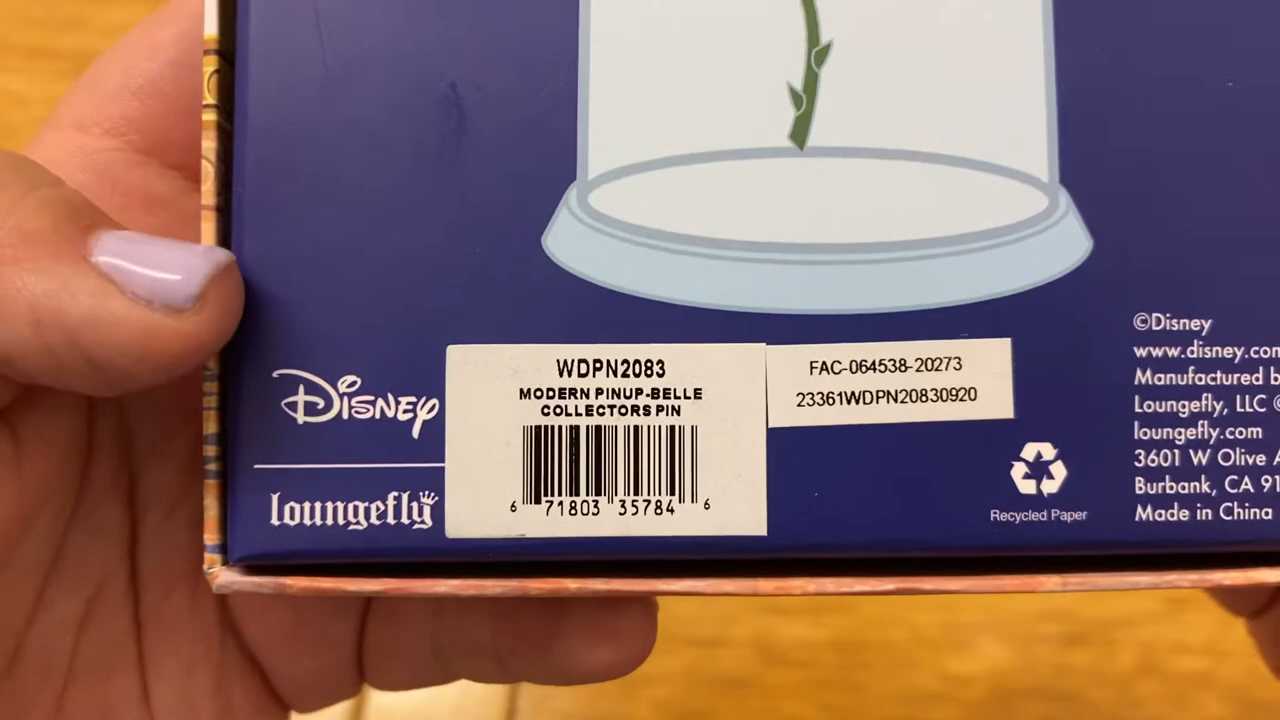 Disney
loungefly
WDPN2083
MODERN PINUP-BELLE
COLLECTORS PIN
6 71803 35784 6
FAC-064538-20273
23361WDPN20830920
Recycled Paper
©Disney
www.disney.com
Manufactured b
Loungefly, LLC ©
loungefly.com
3601 W Olive A
Burbank, CA 91
Made in China